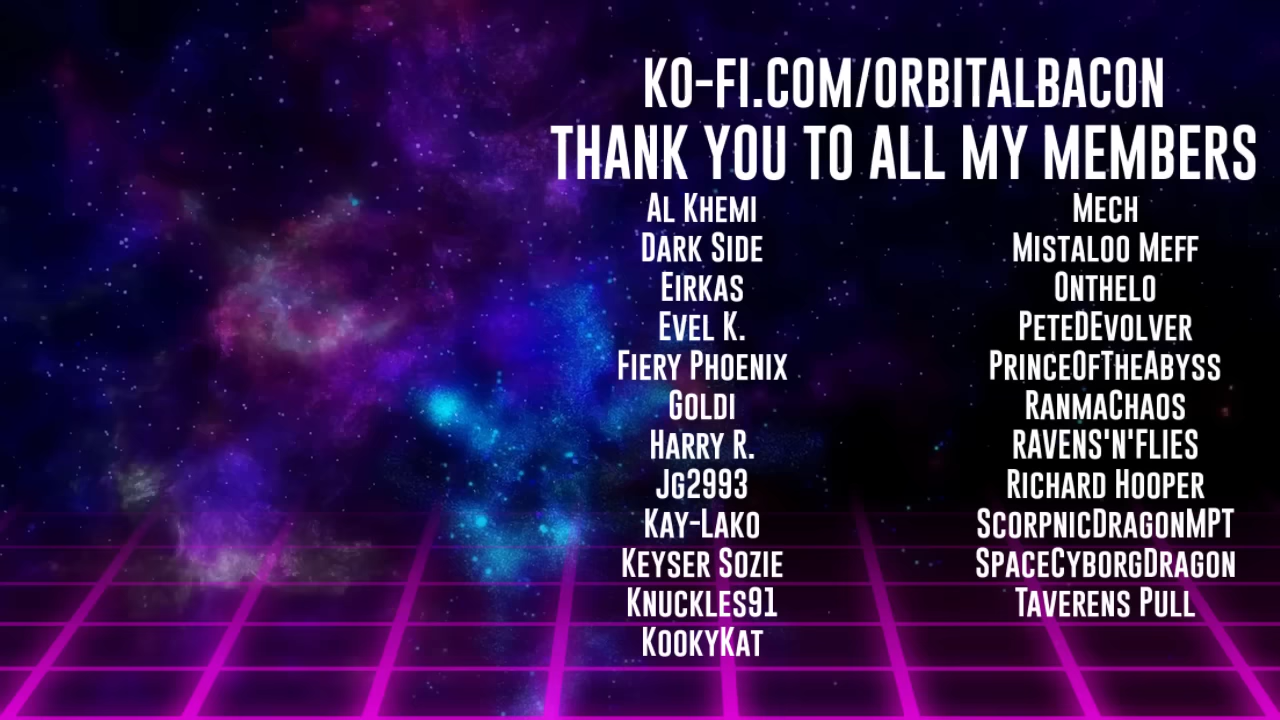 KO-FI.COM/ORBITALBACON
THANK YOU TO ALL MY MEMBERS
Al Khemi
Dark Side
Eirkas
Evel K.
Fiery Phoenix
Goldi
Harry R.
Jg2993
Kay-Lako
Keyser Sozie
Knuckles91
KookyKat
Mech
Mistaloo Meff
Onthelo
PeteDEvolver
PrinceOfTheAbyss
RanmaChaos
RAVENS'N'FLIES
Richard Hooper
ScorpnicDragonMPT
SpaceCyborgDragon
Taverens Pull